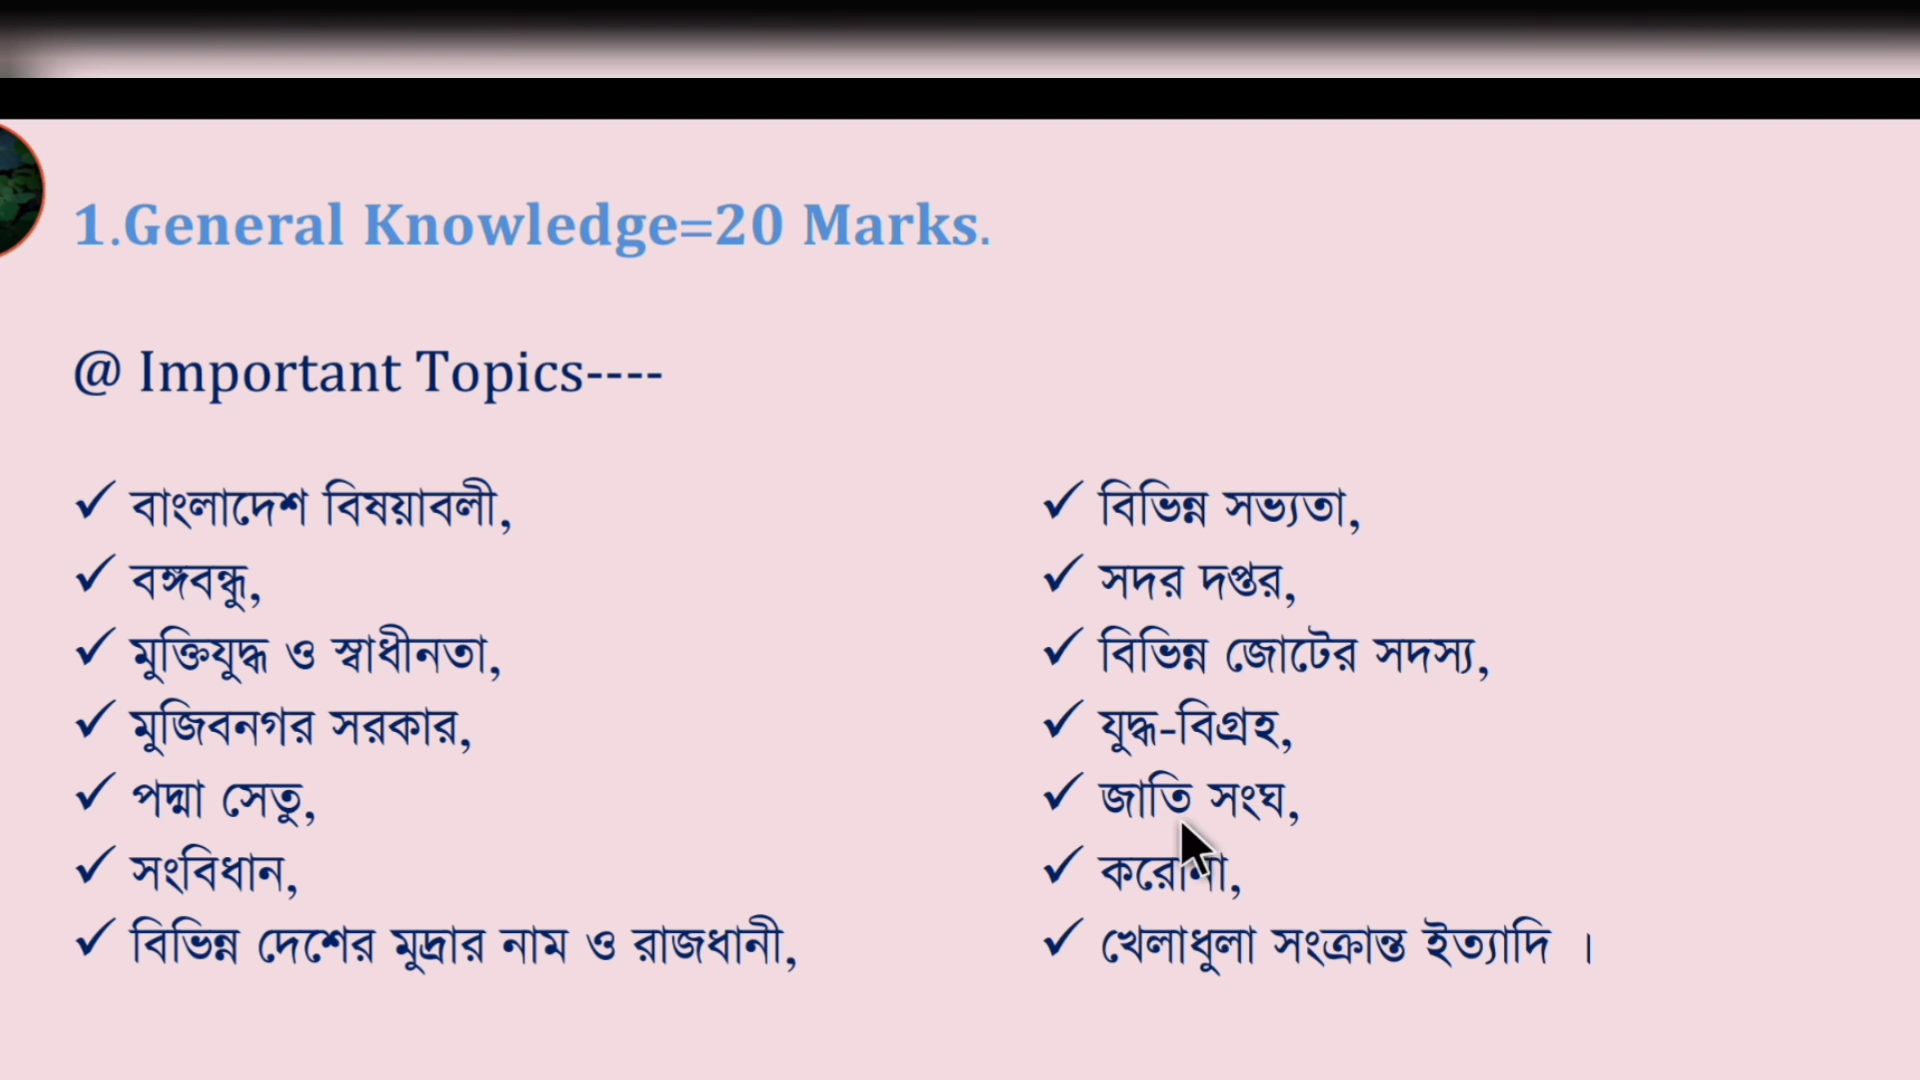 1.General Knowledge=20 Marks.
@ Important Topics----
✓ বাংলাদেশ বিষয়াবলী,
✓ বঙ্গবন্ধু,
✓ মুক্তিযুদ্ধ ও স্বাধীনতা,
✓ মুজিবনগর সরকার,
✓ পদ্মা সেতু,
✓ সংবিধান,
✓ বিভিন্ন দেশের মুদ্রার নাম ও রাজধানী,
✓ বিভিন্ন সভ্যতা,
✓ সদর দপ্তর,
✓ বিভিন্ন জোটের সদস্য,
✓ যুদ্ধ-বিগ্রহ,
✓ জাতি সংঘ,
✓ করোনা,
✓ খেলাধুলা সংক্রান্ত ইত্যাদি ।